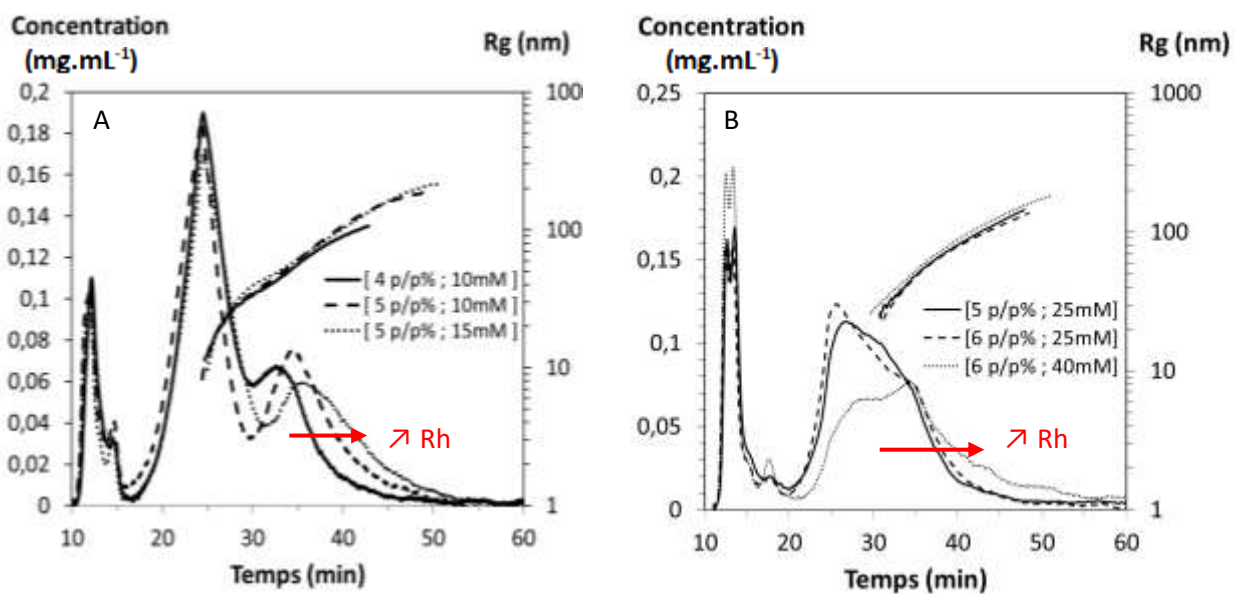 Concentration
(mg.mL-1)
Rg (nm)
A
0,2
0,18
0,16
0,14
0,12
0,1
0,08
0,06
0,04
0,02
0
100
100
10
1
[ 4 p/p% ; 10mM ]
[ 5 p/p% ; 10mM ]
[ 5 p/p% ; 15mM ]
↗ Rh
10
20
30
40
50
60
Temps (min)
Concentration
(mg.mL-1)
Rg (nm)
B
0,25
0,2
0,15
0,1
0,05
0
1000
100
10
1
[5 p/p% ; 25mM]
[6 p/p% ; 25mM]
[6 p/p% ; 40mM]
↗ Rh
10
20
30
40
50
60
Temps (min)